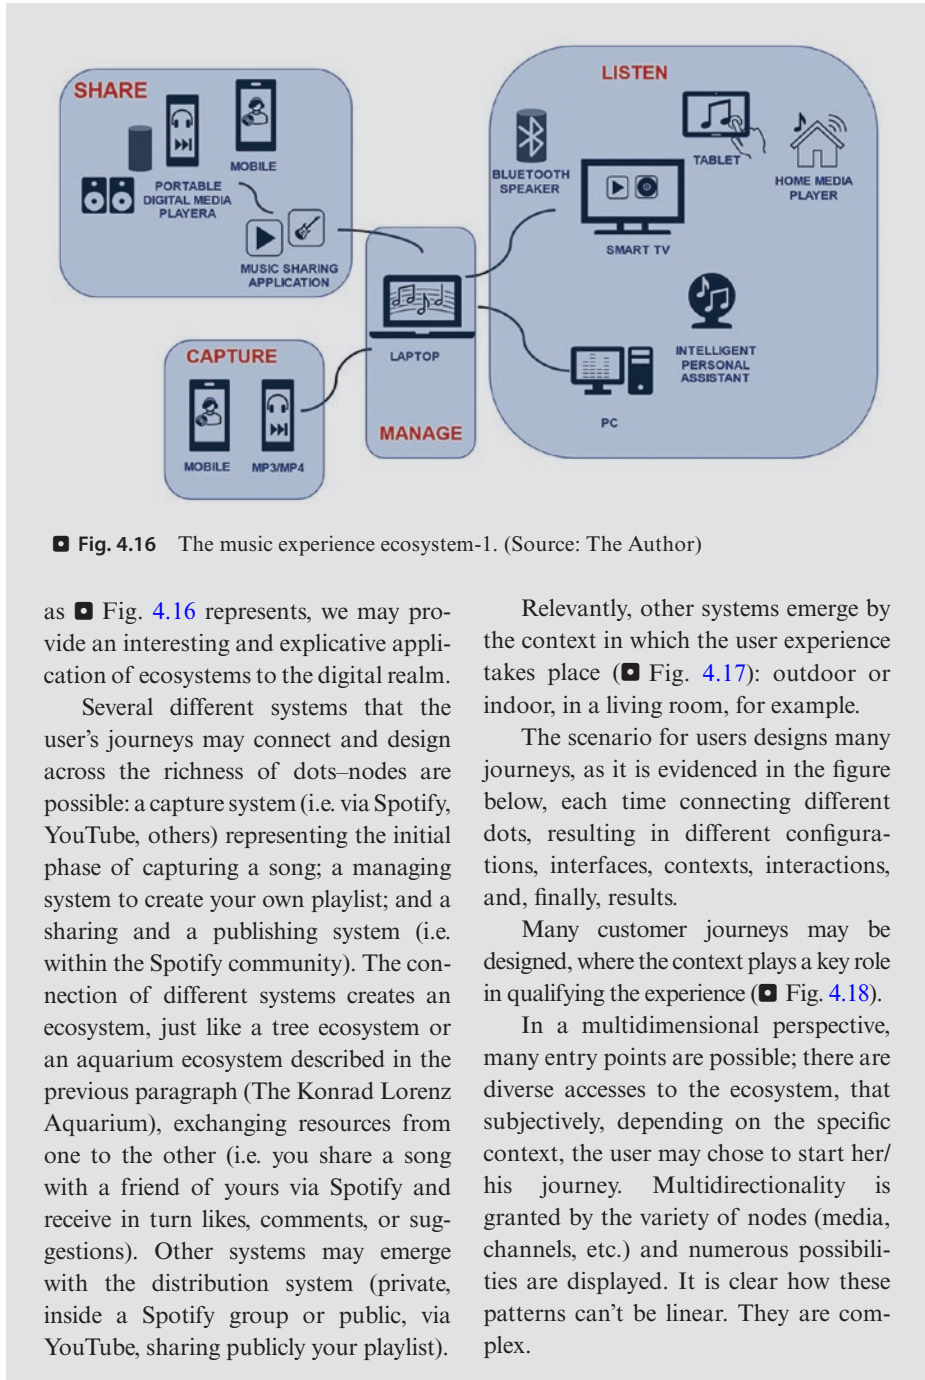 SHARE
MOBILE
PORTABLE
DIGITAL MEDIA
PLAYERA
MUSIC SHARING
APPLICATION
CAPTURE
MOBILE
MP3/MP4
LAPTOP
MANAGE
LISTEN
BLUETOOTH
SPEAKER
TABLET
HOME MEDIA
PLAYER
SMART TV
INTELLIGENT
PERSONAL
ASSISTANT
PC
Fig. 4.16 The music experience ecosystem-1. (Source: The Author)
as Fig. 4.16 represents, we may pro-
vide an interesting and explicative appli-
cation of ecosystems to the digital realm.
Several different systems that the
user's journeys may connect and design
across the richness of dots–nodes are
possible: a capture system (i.e. via Spotify,
YouTube, others) representing the initial
phase of capturing a song; a managing
system to create your own playlist; and a
sharing and a publishing system (i.e.
within the Spotify community). The con-
nection of different systems creates an
ecosystem, just like a tree ecosystem or
an aquarium ecosystem described in the
previous paragraph (The Konrad Lorenz
Aquarium), exchanging resources from
one to the other (i.e. you share a song
with a friend of yours via Spotify and
receive in turn likes, comments, or sug-
gestions). Other systems may emerge
with the distribution system (private,
inside a Spotify group or public, via
YouTube, sharing publicly your playlist).
Relevantly, other systems emerge by
the context in which the user experience
takes place ( Fig. 4.17): outdoor or
indoor, in a living room, for example.
The scenario for users designs many
journeys, as it is evidenced in the figure
below, each time connecting different
dots, resulting in different configura-
tions, interfaces, contexts, interactions,
and, finally, results.
Many customer journeys may be
designed, where the context plays a key role
in qualifying the experience ( Fig. 4.18).
In a multidimensional perspective,
many entry points are possible; there are
diverse accesses to the ecosystem, that
subjectively, depending on the specific
context, the user may chose to start her/
his journey. Multidirectionality is
granted by the variety of nodes (media,
channels, etc.) and numerous possibili-
ties are displayed. It is clear how these
patterns can't be linear. They are com-
plex.